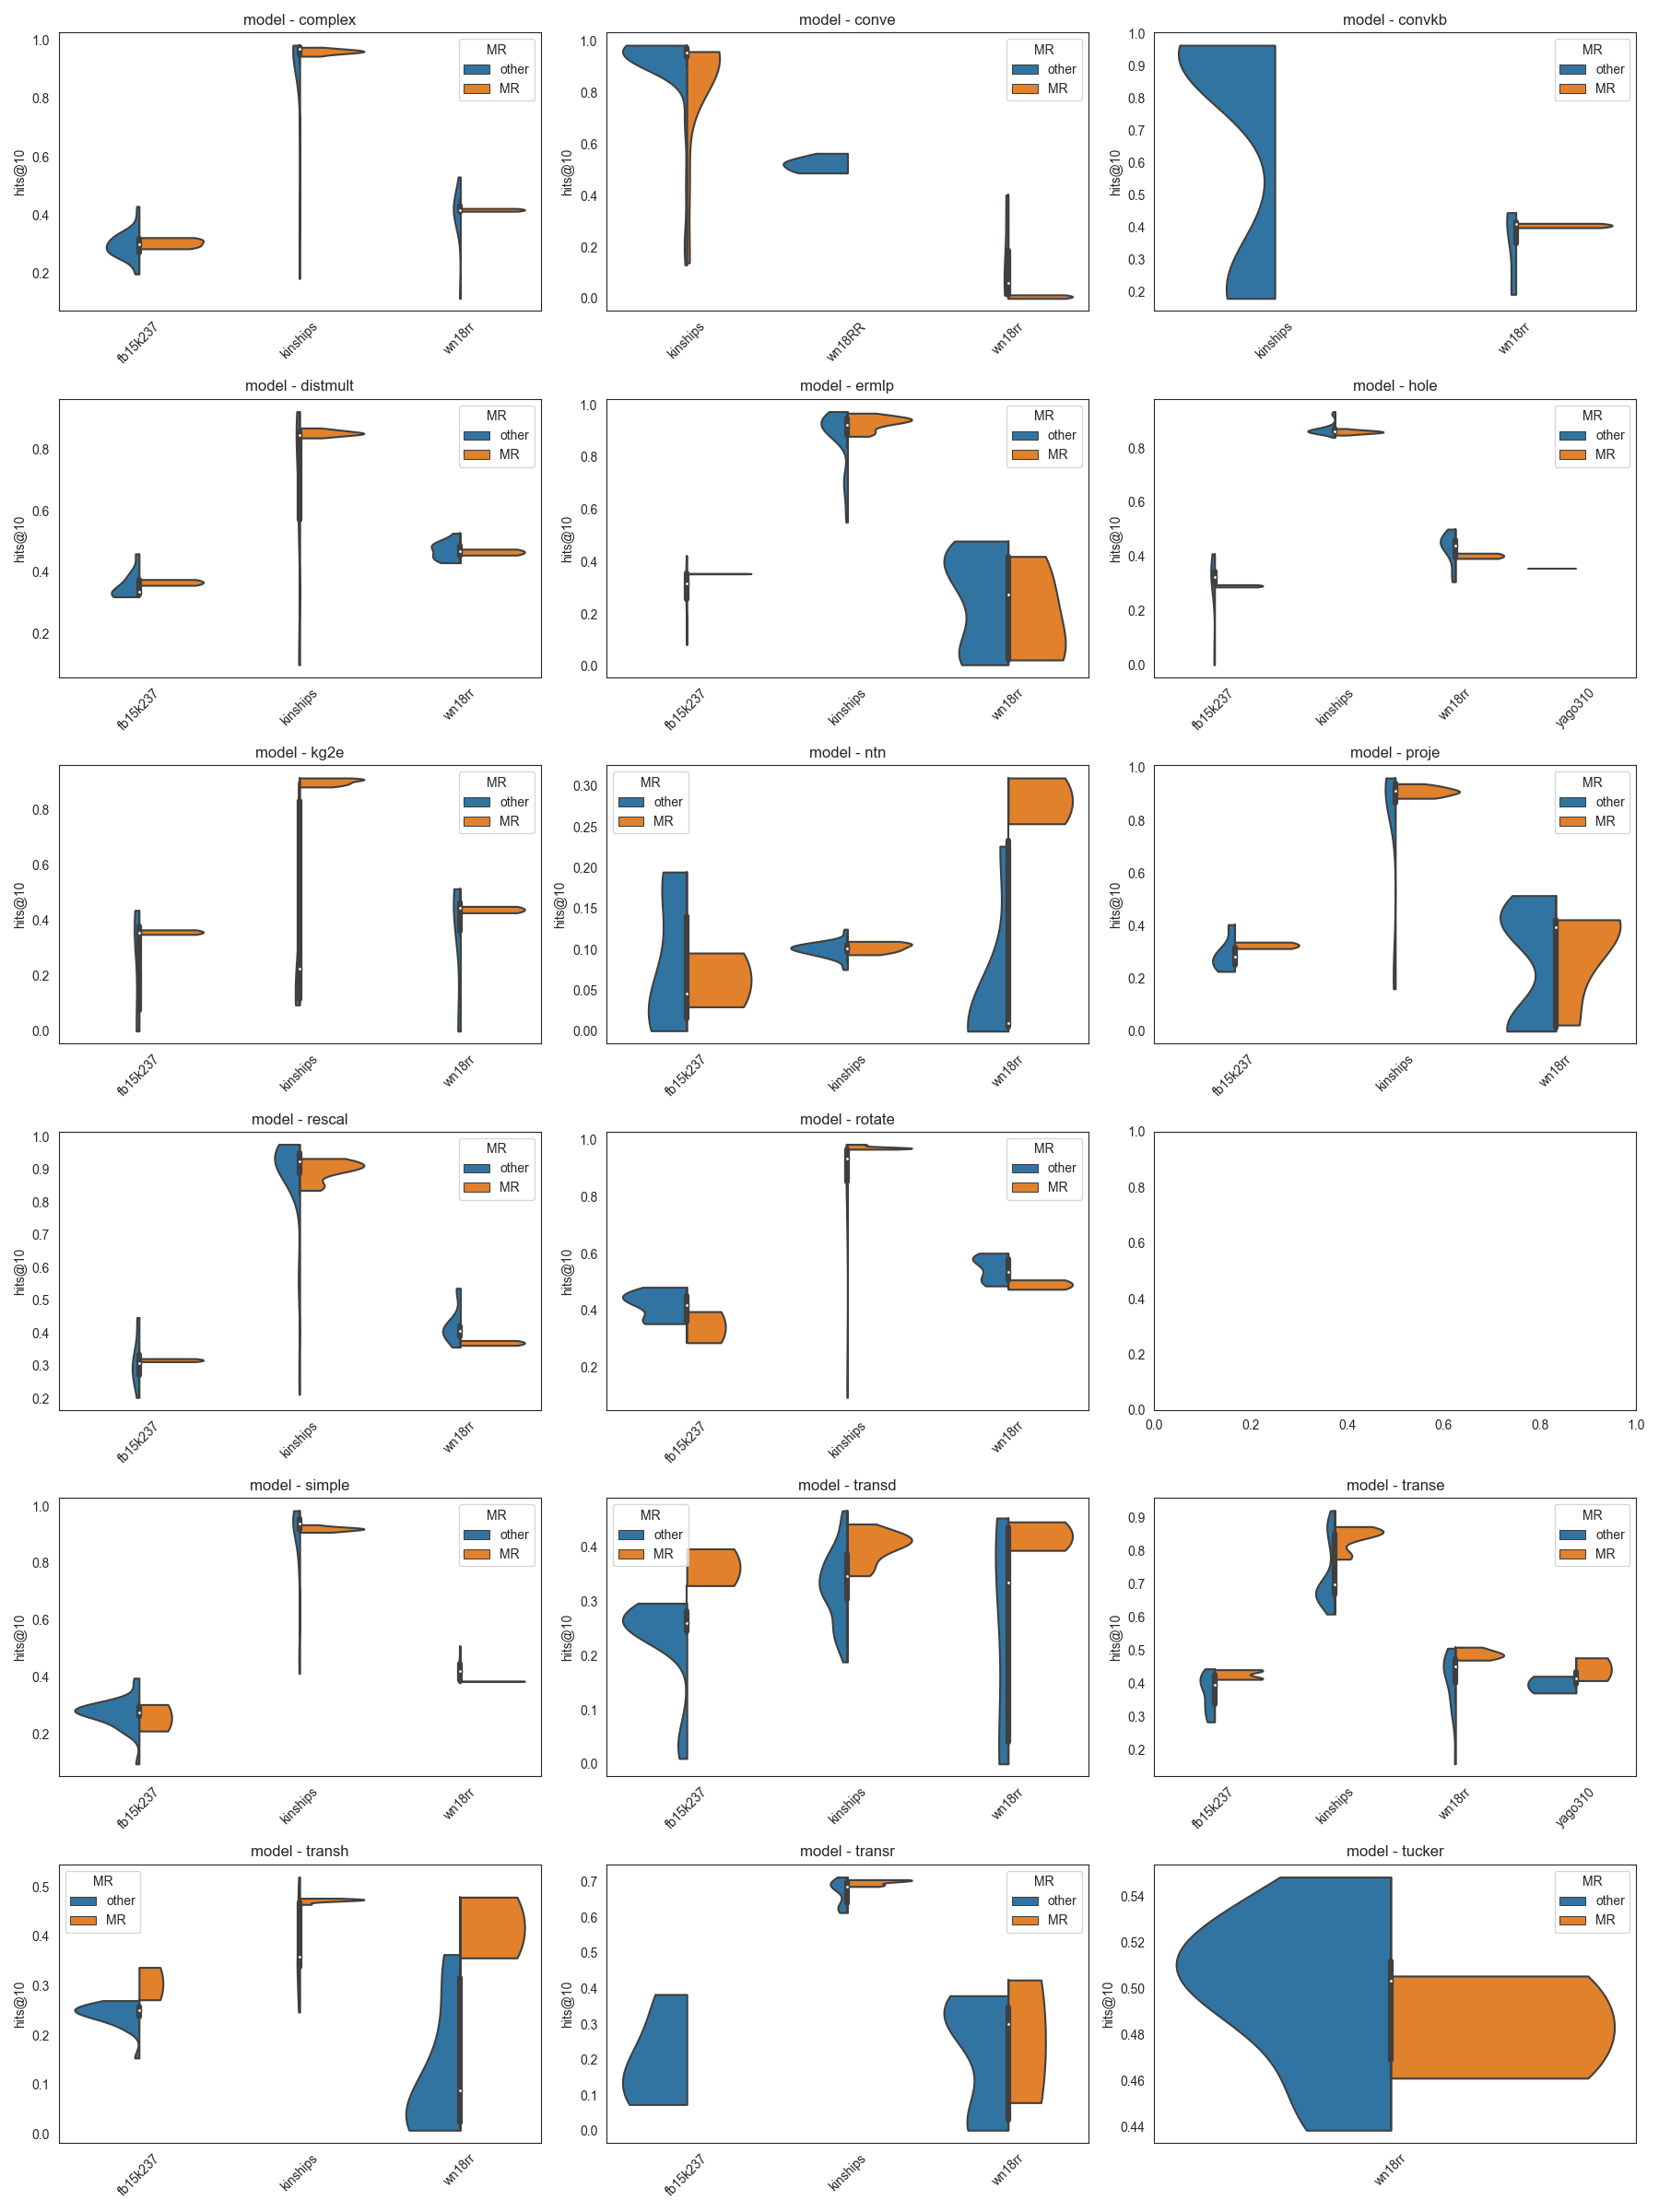 model - complex
MR
other
MR
hits@10
1.0
0.8
0.6
0.4
0.2
fb15k237
kinships
wn18rr
model - conve
MR
other
MR
hits@10
1.0
0.8
0.6
0.4
0.2
0.0
kinships
wn18RR
wn18rr
model - convkb
MR
other
MR
hits@10
1.0
0.9
0.8
0.7
0.6
0.5
0.4
0.3
0.2
kinships
wn18rr
model - distmult
MR
other
MR
hits@10
0.8
0.6
0.4
0.2
fb15k237
kinships
wn18rr
model - ermlp
MR
other
MR
hits@10
1.0
0.8
0.6
0.4
0.2
0.0
fb15k237
kinships
wn18rr
model - hole
MR
other
MR
hits@10
0.8
0.6
0.4
0.2
0.0
fb15k237
kinships
wn18rr
yago310
model - kg2e
MR
other
MR
hits@10
0.8
0.6
0.4
0.2
0.0
fb15k237
kinships
wn18rr
model - ntn
MR
other
MR
hits@10
0.30
0.25
0.20
0.15
0.10
0.05
0.00
fb15k237
kinships
wn18rr
model - proje
MR
other
MR
hits@10
1.0
0.8
0.6
0.4
0.2
0.0
fb15k237
kinships
wn18rr
model - rescal
MR
other
MR
hits@10
1.0
0.9
0.8
0.7
0.6
0.5
0.4
0.3
0.2
fb15k237
kinships
wn18rr
model - rotate
MR
other
MR
hits@10
1.0
0.8
0.6
0.4
0.2
fb15k237
kinships
wn18rr
1.0
0.8
0.6
0.4
0.2
0.0
0.0 0.2 0.4 0.6 0.8 1.0
model - simple
MR
other
MR
hits@10
1.0
0.8
0.6
0.4
0.2
fb15k237
kinships
wn18rr
model - transd
MR
other
MR
hits@10
0.4
0.3
0.2
0.1
0.0
fb15k237
kinships
wn18rr
model - transe
MR
other
MR
hits@10
0.9
0.8
0.7
0.6
0.5
0.4
0.3
0.2
fb15k237
kinships
wn18rr
yago310
model - transh
MR
other
MR
hits@10
0.5
0.4
0.3
0.2
0.1
0.0
fb15k237
kinships
wn18rr
model - transr
MR
other
MR
hits@10
0.7
0.6
0.5
0.4
0.3
0.2
0.1
0.0
fb15k237
kinships
wn18rr
model - tucker
MR
other
MR
hits@10
0.54
0.52
0.50
0.48
0.46
0.44
wn18rr